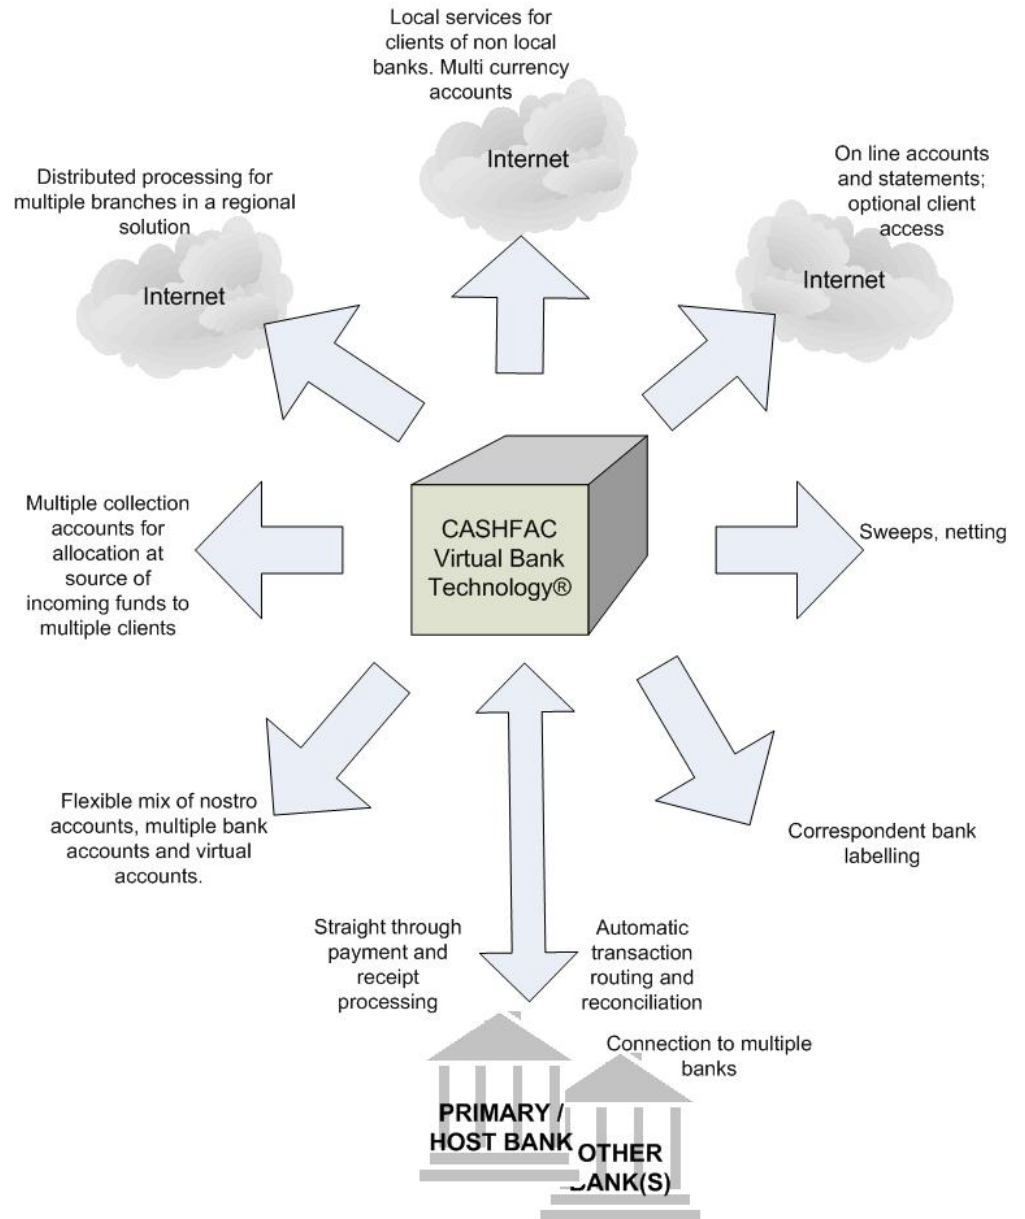 Local services for
clients of non local
banks. Multi currency
accounts
Internet
Distributed processing for
multiple branches in a regional
solution
Internet
On line accounts
and statements;
optional client
access
Internet
Multiple collection
accounts for
allocation at
source of
incoming funds to
multiple clients
CASHFAC
Virtual Bank
Technology®
Sweeps, netting
Flexible mix of nostro
accounts, multiple bank
accounts and virtual
accounts.
Correspondent bank
labelling
Straight through
payment and
receipt
processing
Automatic
transaction
routing and
reconciliation
Connection to multiple
banks
PRIMARY /
HOST BANK
OTHER
BANK(S)